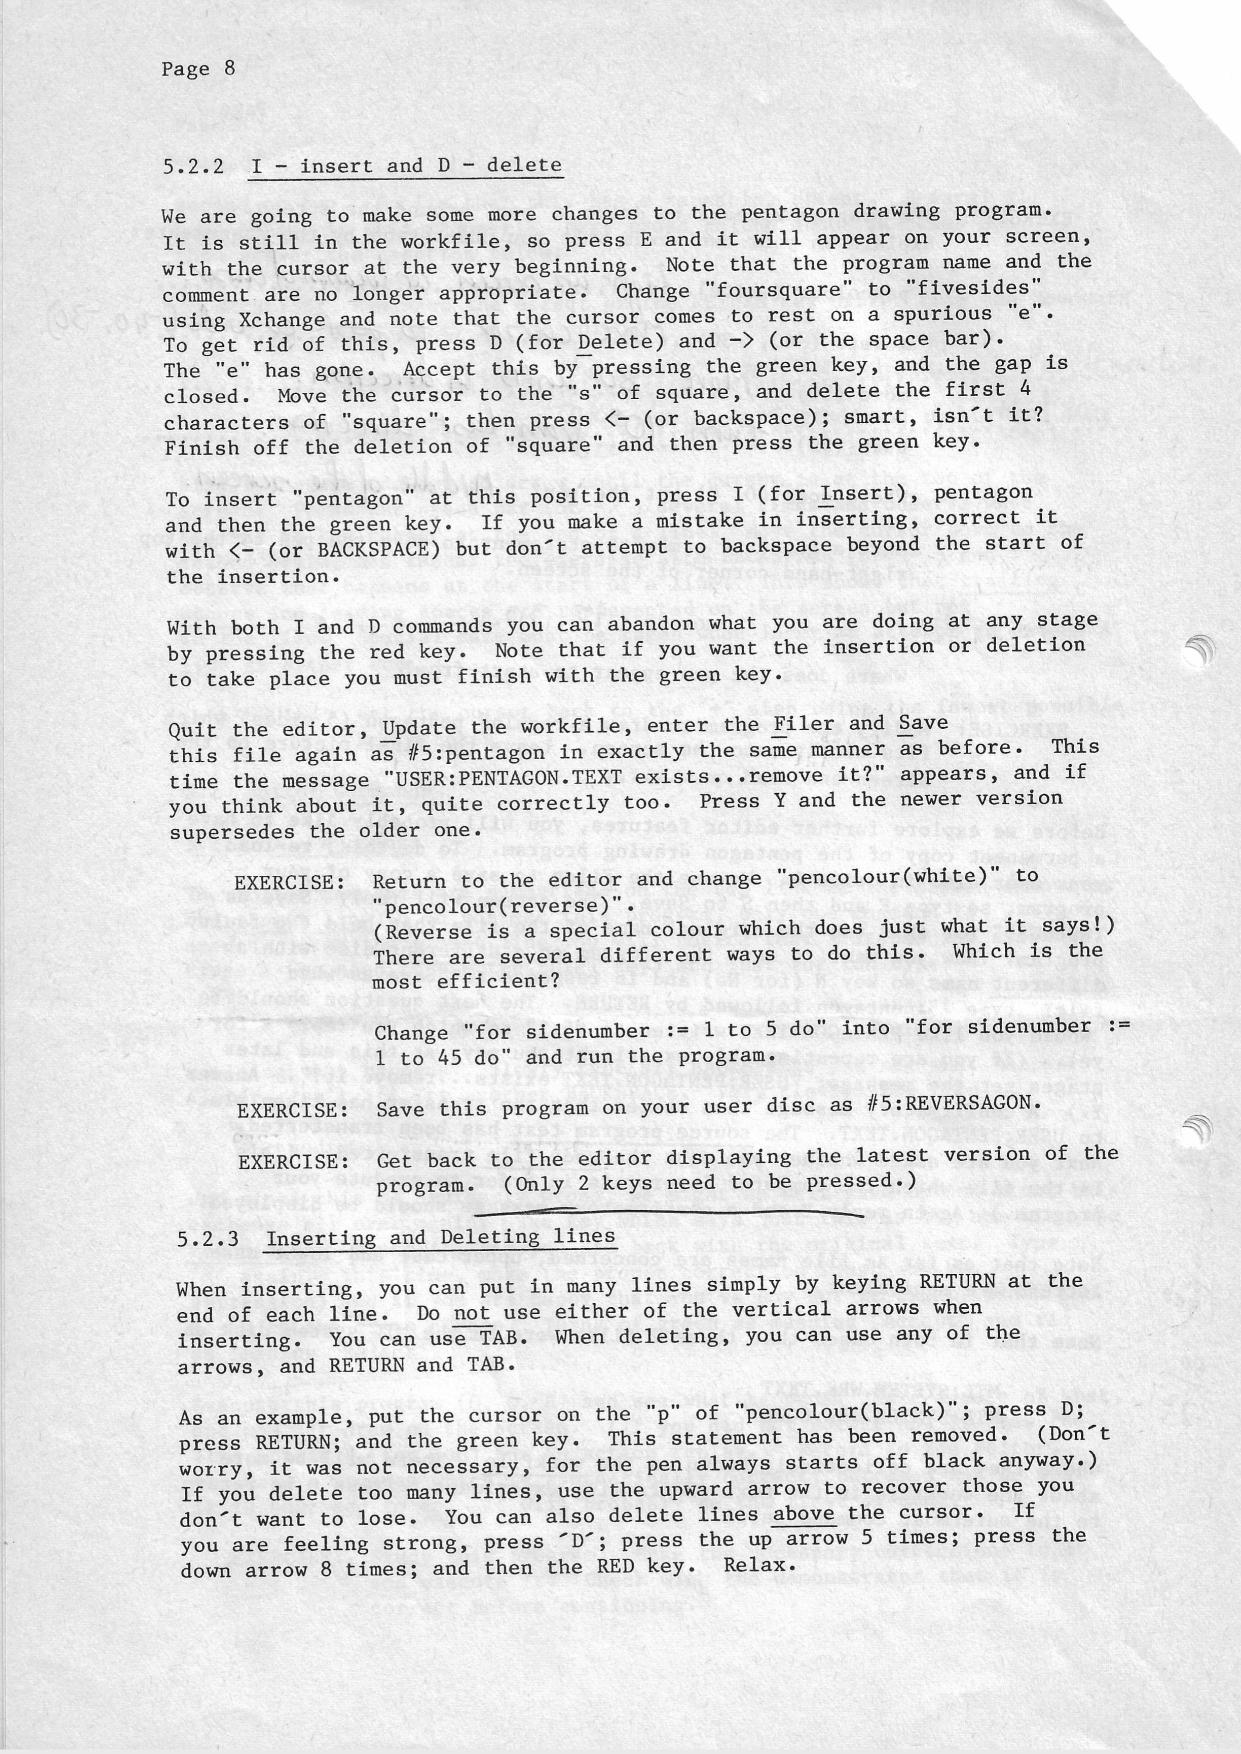 Page 8
5.2.2 I - insert and D - delete
We are going to make some more changes to the pentagon drawing program.
It is still in the workfile, so press E and it will appear on your screen,
with the cursor at the very beginning. Note that the program name and the
comment are no longer appropriate. Change "foursquare" to "fivesides"
using Xchange and note that the cursor comes to rest on a spurious "e".
To get rid of this, press D (for Delete) and -> (or the space bar).
The "e" has gone. Accept this by pressing the green key, and the gap is
closed. Move the cursor to the "s" of square, and delete the first 4
characters of "square"; then press <- (or backspace); smart, isn´t it?
Finish off the deletion of "square" and then press the green key.
To insert "pentagon" at this position, press I (for Insert), pentagon
and then the green key. If you make a mistake in inserting, correct it
with <- (or BACKSPACE) but don´t attempt to backspace beyond the start of
the insertion.
With both I and D commands you can abandon what you are doing at any stage
by pressing the red key. Note that if you want the insertion or deletion
to take place you must finish with the green key.
Quit the editor, Update the workfile, enter the Filer and Save
this file again as #5:pentagon in exactly the same manner as before. This
time the message "USER:PENTAGON.TEXT exists...remove it?" appears, and if
you think about it, quite correctly too. Press Y and the newer version
supersedes the older one.
EXERCISE: Return to the editor and change "pencolour(white)" to
"pencolour(reverse)".
(Reverse is a special colour which does just what it says!)
There are several different ways to do this. Which is the
most efficient?
Change "for sidenumber := 1 to 5 do" into "for sidenumber :=
1 to 45 do" and run the program.
EXERCISE: Save this program on your user disc as #5:REVERSAGON.
EXERCISE: Get back to the editor displaying the latest version of the
program. (Only 2 keys need to be pressed.)
5.2.3 Inserting and Deleting lines
When inserting, you can put in many lines simply by keying RETURN at the
end of each line. Do not use either of the vertical arrows when
inserting. You can use TAB. When deleting, you can use any of the
arrows, and RETURN and TAB.
As an example, put the cursor on the "p" of "pencolour(black)"; press D;
press RETURN; and the green key. This statement has been removed. (Don´t
worry, it was not necessary, for the pen always starts off black anyway.)
If you delete too many lines, use the upward arrow to recover those you
don´t want to lose. You can also delete lines above the cursor. If
you are feeling strong, press ´D´; press the up arrow 5 times; press the
down arrow 8 times; and then the RED key. Relax.